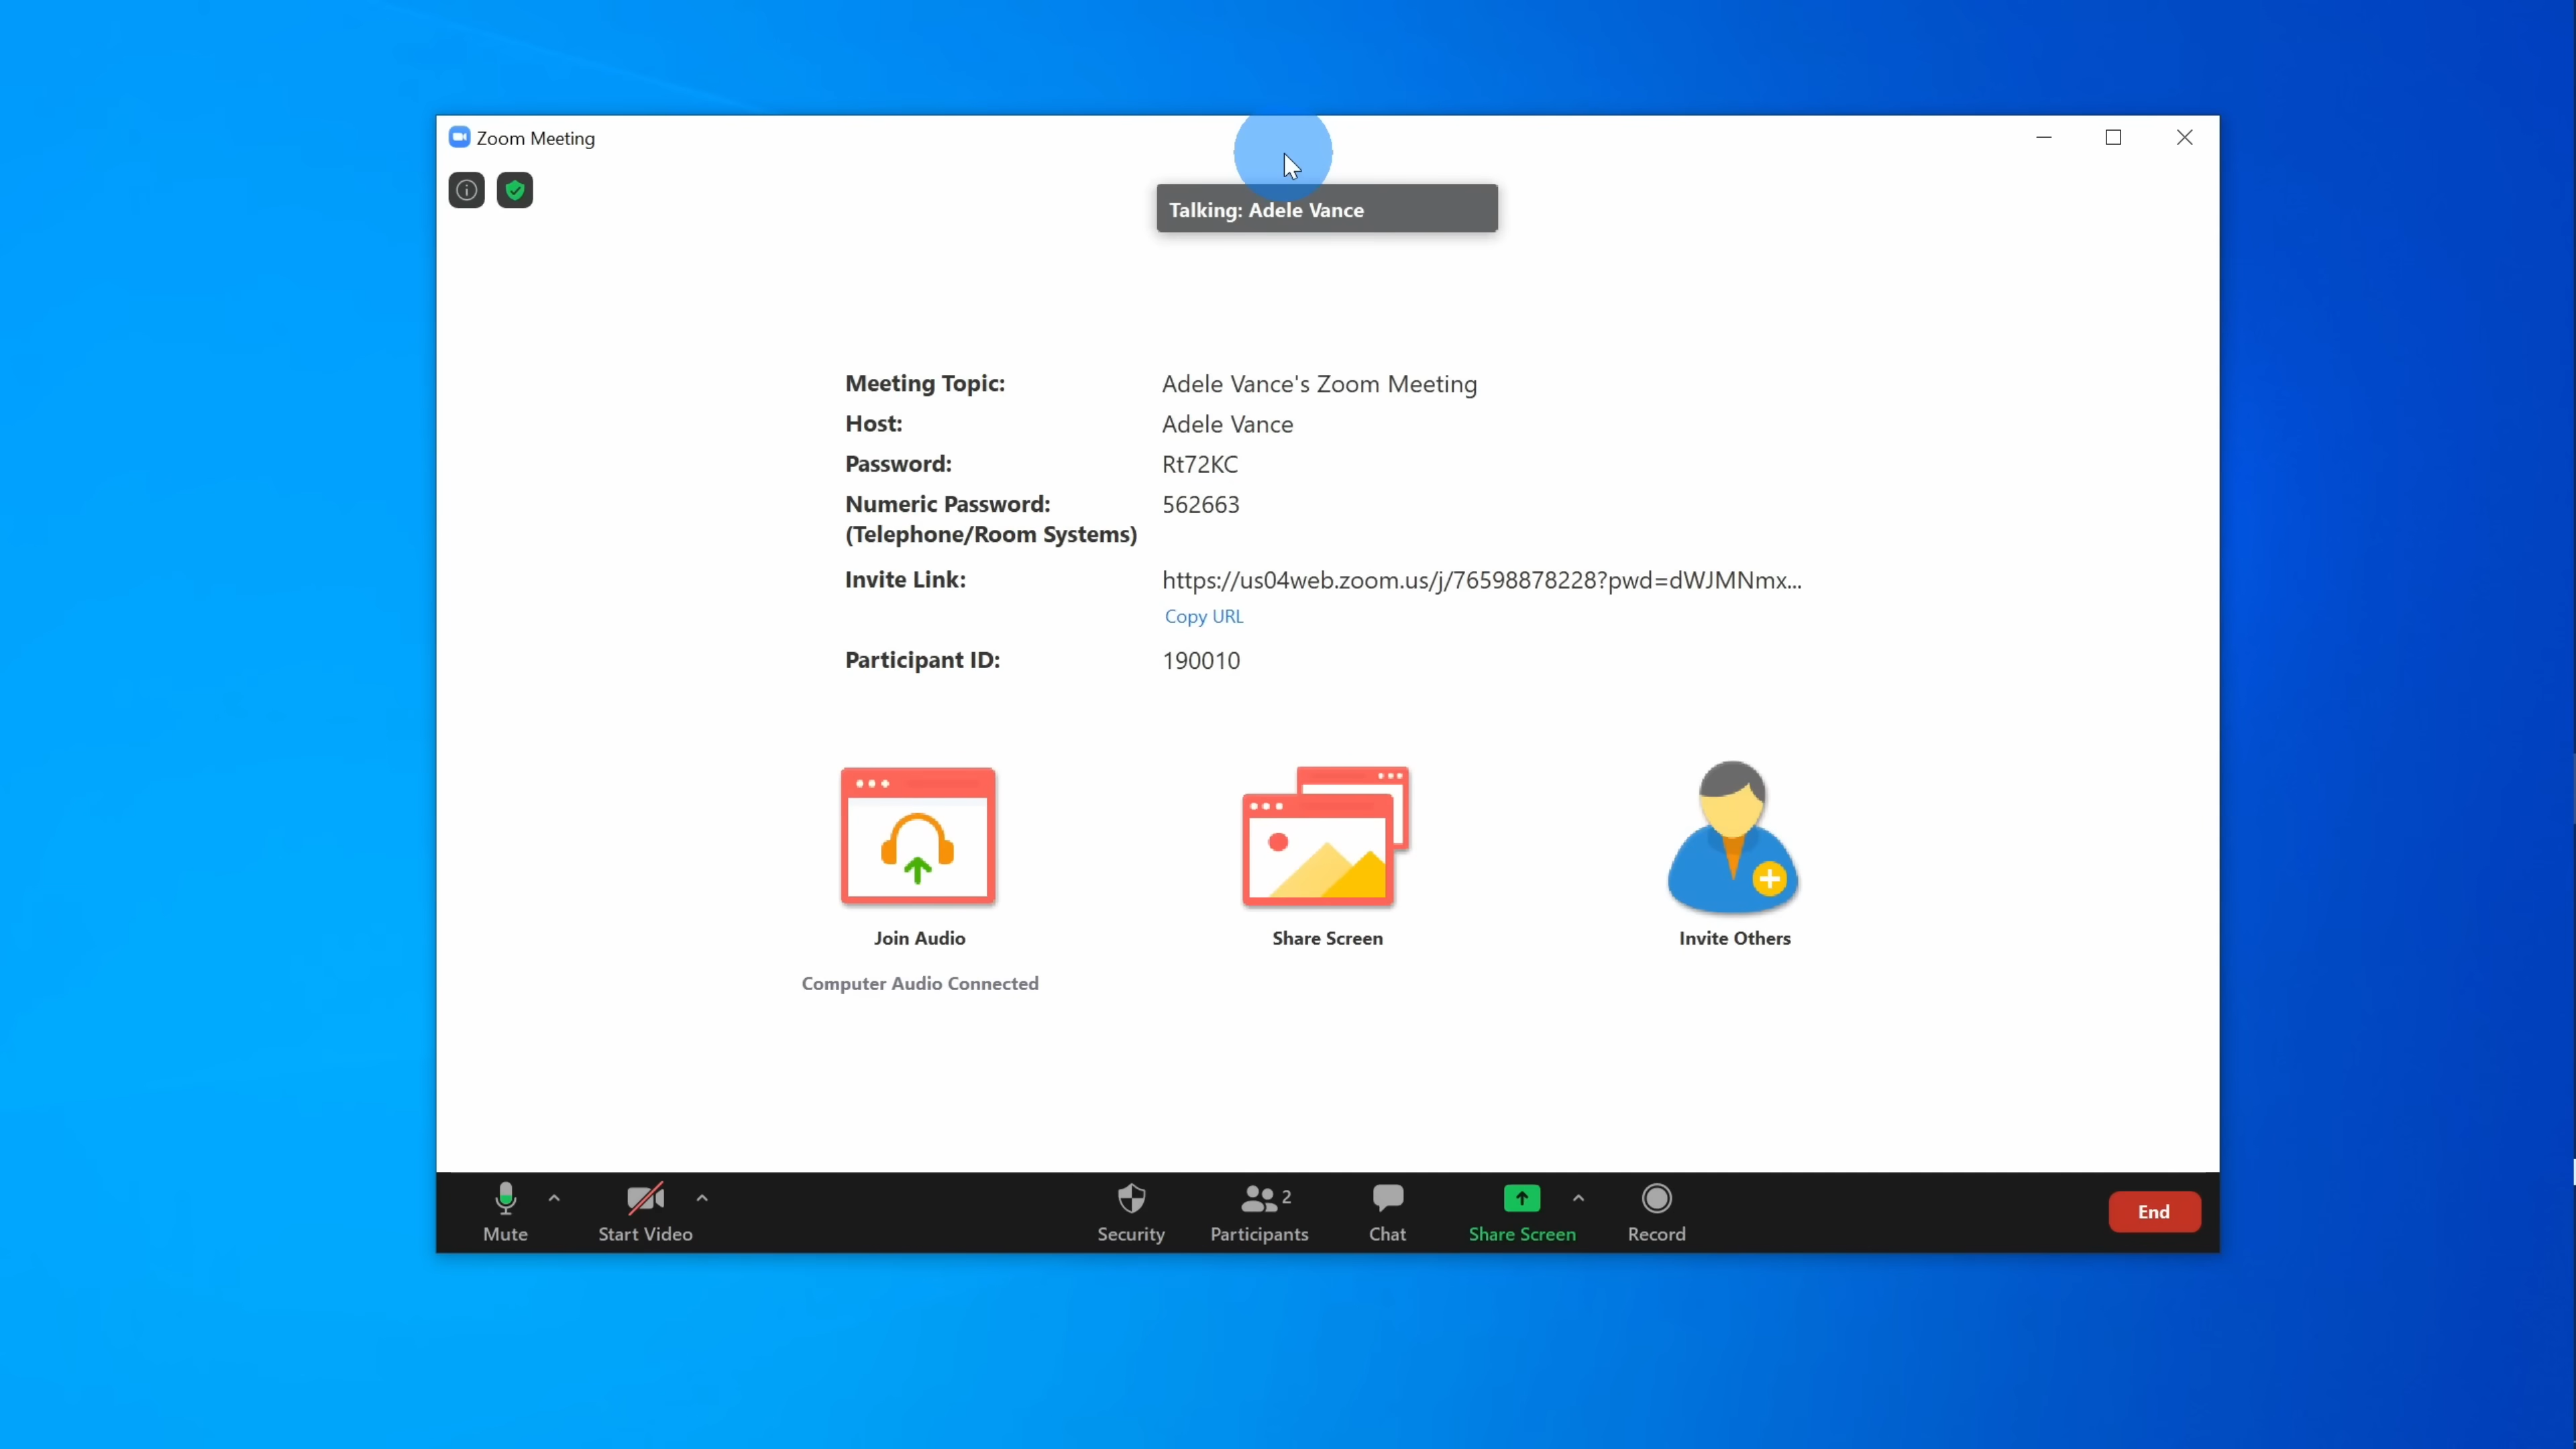 Zoom Meeting
Talking: Adele Vance
Meeting Topic: Adele Vance's Zoom Meeting
Host: Adele Vance
Password: Rt72KC
Numeric Password: 562663
(Telephone/Room Systems)
Invite Link: https://us04web.zoom.us/j/76598878228?pwd=dWJMNmx...
Copy URL
Participant ID: 190010
Join Audio Share Screen Invite Others
Computer Audio Connected
2
Mute Start Video Security Participants Chat Share Screen Record End